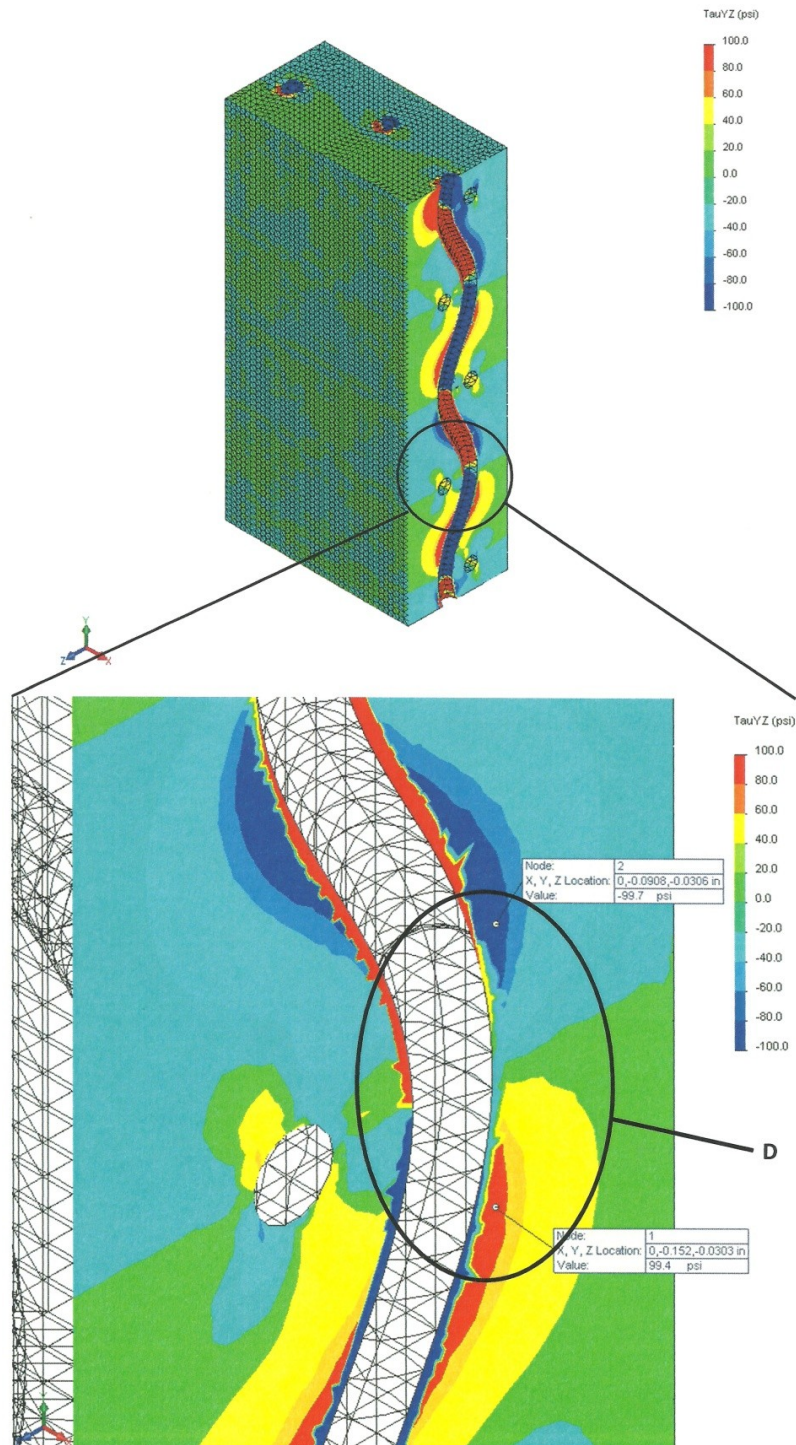 TauYZ (psi)
100.0
80.0
60.0
40.0
20.0
0.0
-20.0
-40.0
-60.0
-80.0
-100.0
Y
Z
X
TauYZ (psi)
100.0
80.0
60.0
40.0
20.0
0.0
-20.0
-40.0
-60.0
-80.0
-100.0
Node: 2
X, Y, Z Location: 0,-0.0908,-0.0306 in
Value: -99.7 psi
D
Node: 1
X, Y, Z Location: 0,-0.152,-0.0303 in
Value: 99.4 psi